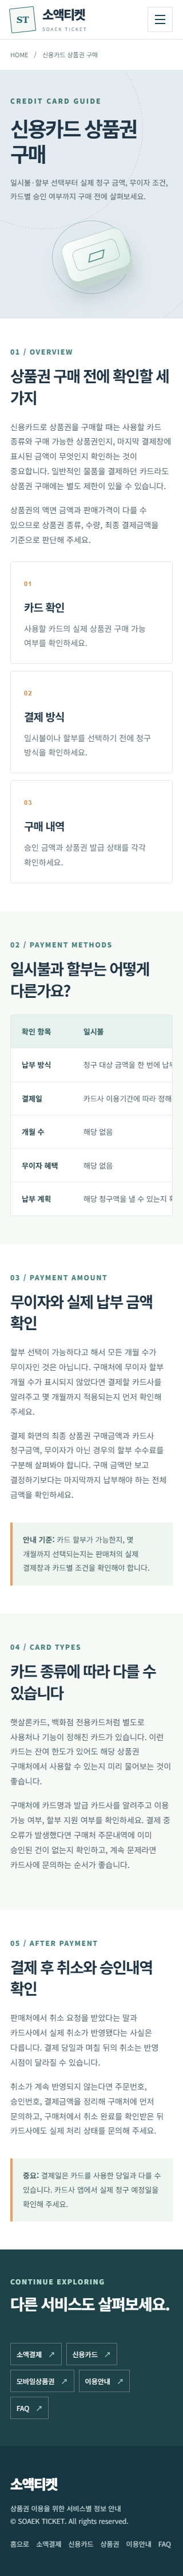 ST 소액티켓
SOAEK TICKET
HOME / 신용카드 상품권 구매
CREDIT CARD GUIDE
신용카드 상품권
구매
일시불·할부 선택부터 실제 청구 금액, 무이자 조건,
카드별 승인 여부까지 구매 전에 살펴보세요.
01 / OVERVIEW
상품권 구매 전에 확인할 세
가지
신용카드로 상품권을 구매할 때는 사용할 카드
종류와 구매 가능한 상품권인지, 마지막 결제창에
표시된 금액이 무엇인지 확인하는 것이
중요합니다. 일반적인 물품을 결제하던 카드라도
상품권 구매에는 별도 제한이 있을 수 있습니다.
상품권의 액면 금액과 판매가격이 다를 수
있으므로 상품권 종류, 수량, 최종 결제금액을
기준으로 판단해 주세요.
01
카드 확인
사용할 카드의 실제 상품권 구매 가능
여부를 확인하세요.
02
결제 방식
일시불이나 할부를 선택하기 전에 청구
방식을 확인하세요.
03
구매 내역
승인 금액과 상품권 발급 상태를 각각
확인하세요.
02 / PAYMENT METHODS
일시불과 할부는 어떻게
다른가요?
확인 항목 일시불
납부 방식 청구 대상 금액을 한 번에 납부
결제일 카드사 이용기간에 따라 정해
개월 수 해당 없음
무이자 혜택 해당 없음
납부 계획 해당 청구액을 낼 수 있는지 확
03 / PAYMENT AMOUNT
무이자와 실제 납부 금액
확인
할부 선택이 가능하다고 해서 모든 개월 수가
무이자인 것은 아닙니다. 구매처에 무이자 할부
개월 수가 표시되지 않았다면 결제할 카드사를
알려주고 몇 개월까지 적용되는지 먼저 확인해
주세요.
결제 화면의 최종 상품권 구매금액과 카드사
청구금액, 무이자가 아닌 경우의 할부 수수료를
구분해 살펴봐야 합니다. 구매 금액만 보고
결정하기보다는 마지막까지 납부해야 하는 전체
금액을 확인하세요.
안내 기준: 카드 할부가 가능한지, 몇
개월까지 선택되는지는 판매처의 실제
결제창과 카드별 조건을 확인해야 합니다.
04 / CARD TYPES
카드 종류에 따라 다를 수
있습니다
햇살론카드, 백화점 전용카드처럼 별도로
사용처나 기능이 정해진 카드가 있습니다. 이런
카드는 잔여 한도가 있어도 해당 상품권
구매처에서 사용할 수 있는지 미리 물어보는 것이
좋습니다.
구매처에 카드명과 발급 카드사를 알려주고 이용
가능 여부, 할부 지원 여부를 확인하세요. 결제 중
오류가 발생했다면 구매처 주문내역에 이미
승인된 건이 없는지 확인하고, 계속 문제라면
카드사에 문의하는 순서가 좋습니다.
05 / AFTER PAYMENT
결제 후 취소와 승인내역
확인
판매처에서 취소 요청을 받았다는 말과
카드사에서 실제 취소가 반영됐다는 사실은
다릅니다. 결제 당일과 며칠 뒤의 취소는 반영
시점이 달라질 수 있습니다.
취소가 계속 반영되지 않는다면 주문번호,
승인번호, 결제금액을 정리해 구매처에 먼저
문의하고, 구매처에서 취소 완료를 확인받은 뒤
카드사에도 실제 처리 상태를 문의해 주세요.
중요: 결제일은 카드를 사용한 당일과 다를 수
있습니다. 카드사 앱에서 실제 청구 예정일을
확인해 주세요.
CONTINUE EXPLORING
다른 서비스도 살펴보세요.
소액결제 ↗ 신용카드 ↗
모바일상품권 ↗ 이용안내 ↗
FAQ ↗
소액티켓
상품권 이용을 위한 서비스별 정보 안내
© SOAEK TICKET. All rights reserved.
홈으로 소액결제 신용카드 상품권 이용안내 FAQ